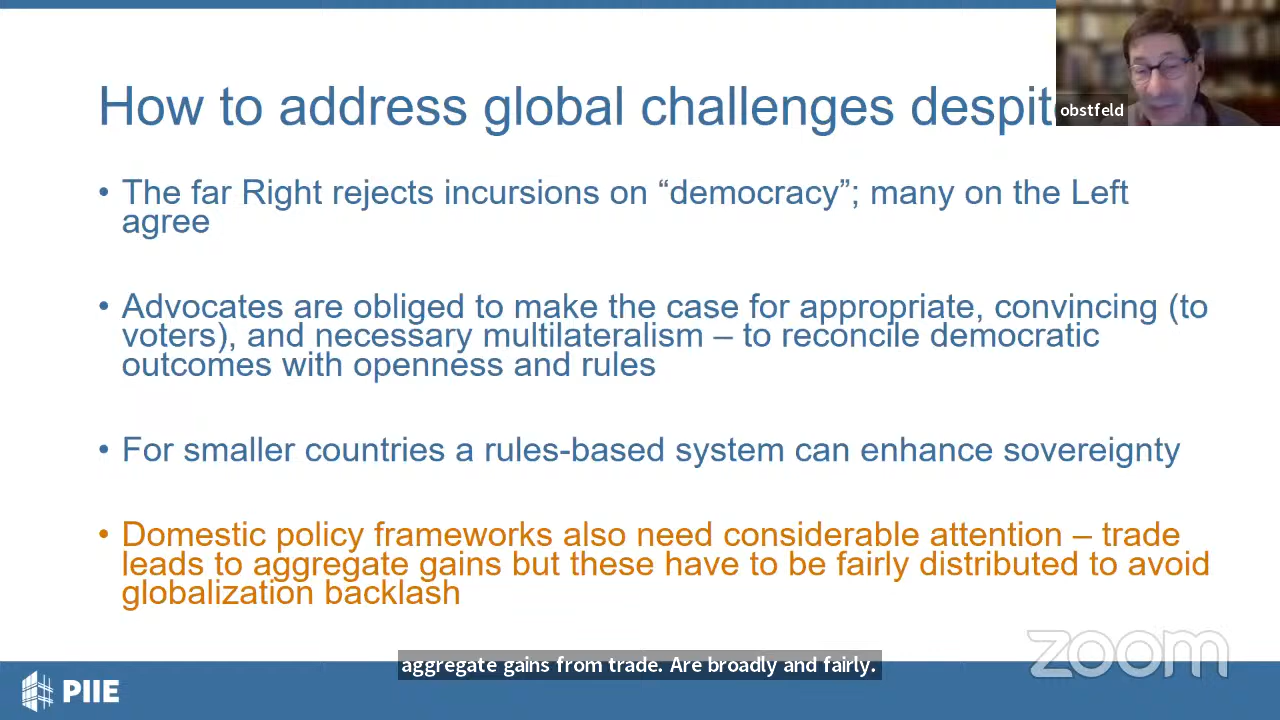 How to address global challenges despite
obstfeld
• The far Right rejects incursions on “democracy”; many on the Left
agree
• Advocates are obliged to make the case for appropriate, convincing (to
voters), and necessary multilateralism – to reconcile democratic
outcomes with openness and rules
• For smaller countries a rules-based system can enhance sovereignty
• Domestic policy frameworks also need considerable attention – trade
leads to aggregate gains but these have to be fairly distributed to avoid
globalization backlash
zoom
aggregate gains from trade. Are broadly and fairly.
PIIE